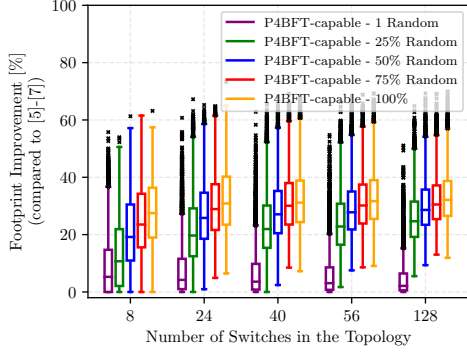 Footprint Improvement [%]
(compared to [5]-[7])
80
60
40
20
0
P4BFT-capable - 1 Random
P4BFT-capable - 25% Random
P4BFT-capable - 50% Random
P4BFT-capable - 75% Random
P4BFT-capable - 100%
8
24
40
56
128
Number of Switches in the Topology